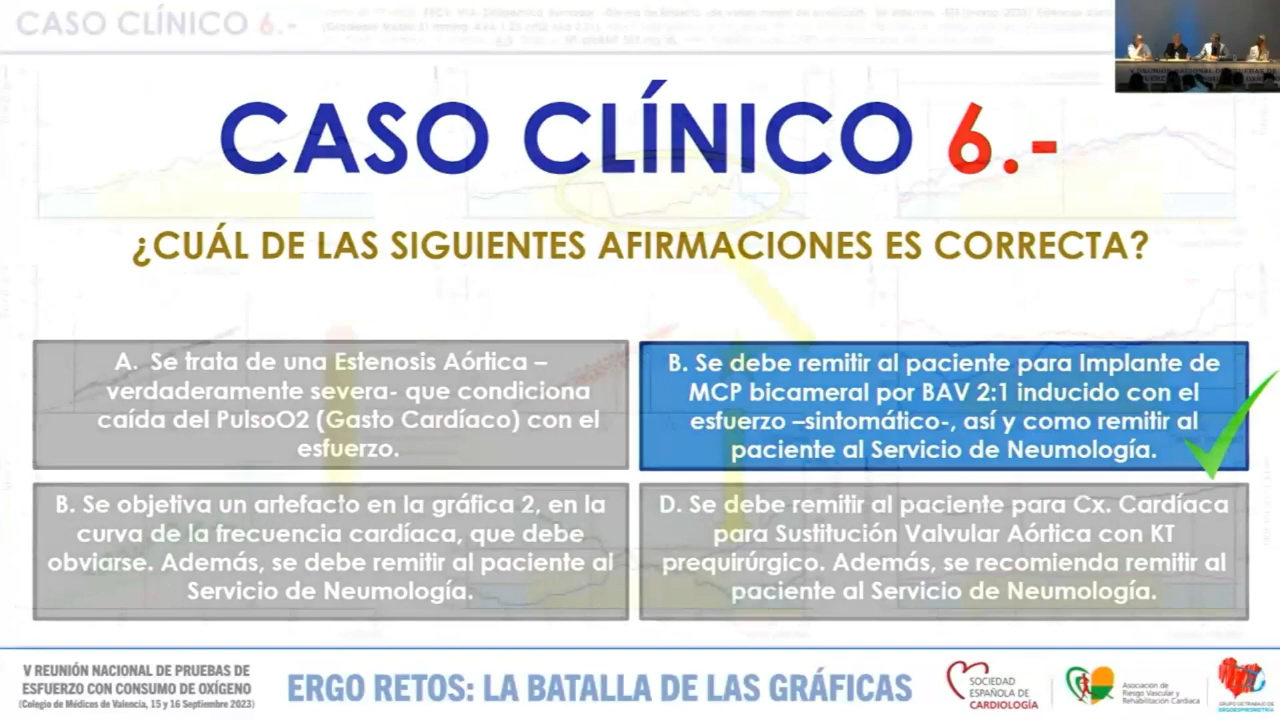 CASO CLÍNICO 6.-
CASO CLÍNICO 6.-
¿CUÁL DE LAS SIGUIENTES AFIRMACIONES ES CORRECTA?
A. Se trata de una Estenosis Aórtica –
verdaderamente severa- que condiciona
caída del PulsoO2 (Gasto Cardíaco) con el
esfuerzo.
B. Se debe remitir al paciente para Implante de
MCP bicameral por BAV 2:1 inducido con el
esfuerzo –sintomático-, así y como remitir al
paciente al Servicio de Neumología.
B. Se objetiva un artefacto en la gráfica 2, en la
curva de la frecuencia cardíaca, que debe
obviarse. Además, se debe remitir al paciente al
Servicio de Neumología.
D. Se debe remitir al paciente para Cx. Cardíaca
para Sustitución Valvular Aórtica con KT
prequirúrgico. Además, se recomienda remitir al
paciente al Servicio de Neumología.
V REUNIÓN NACIONAL DE PRUEBAS DE
ESFUERZO CON CONSUMO DE OXÍGENO
(Colegio de Médicos de Valencia, 15 y 16 Septiembre 2023)
ERGO RETOS: LA BATALLA DE LAS GRÁFICAS
SOCIEDAD
ESPAÑOLA DE
CARDIOLOGÍA
Asociación de
Riesgo Vascular y
Rehabilitación Cardiaca
GRUPO DE TRABAJO DE
ERGOESPIROMETRÍA